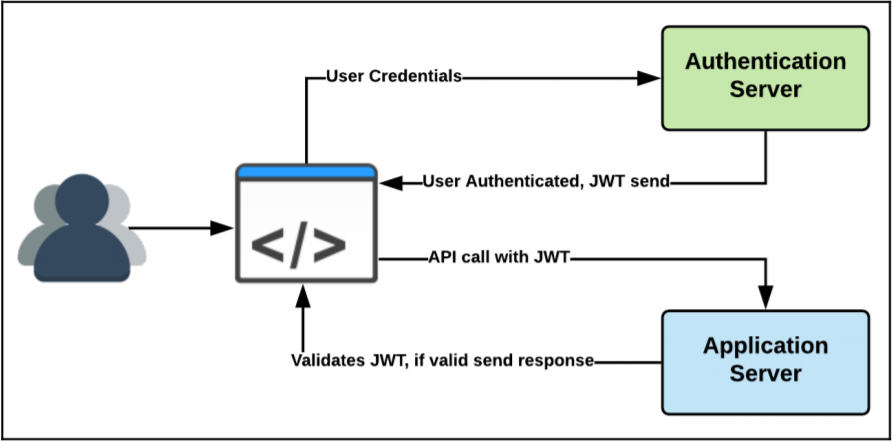 User Credentials
Authentication
Server
User Authenticated, JWT send
</>
API call with JWT
Validates JWT, if valid send response
Application
Server